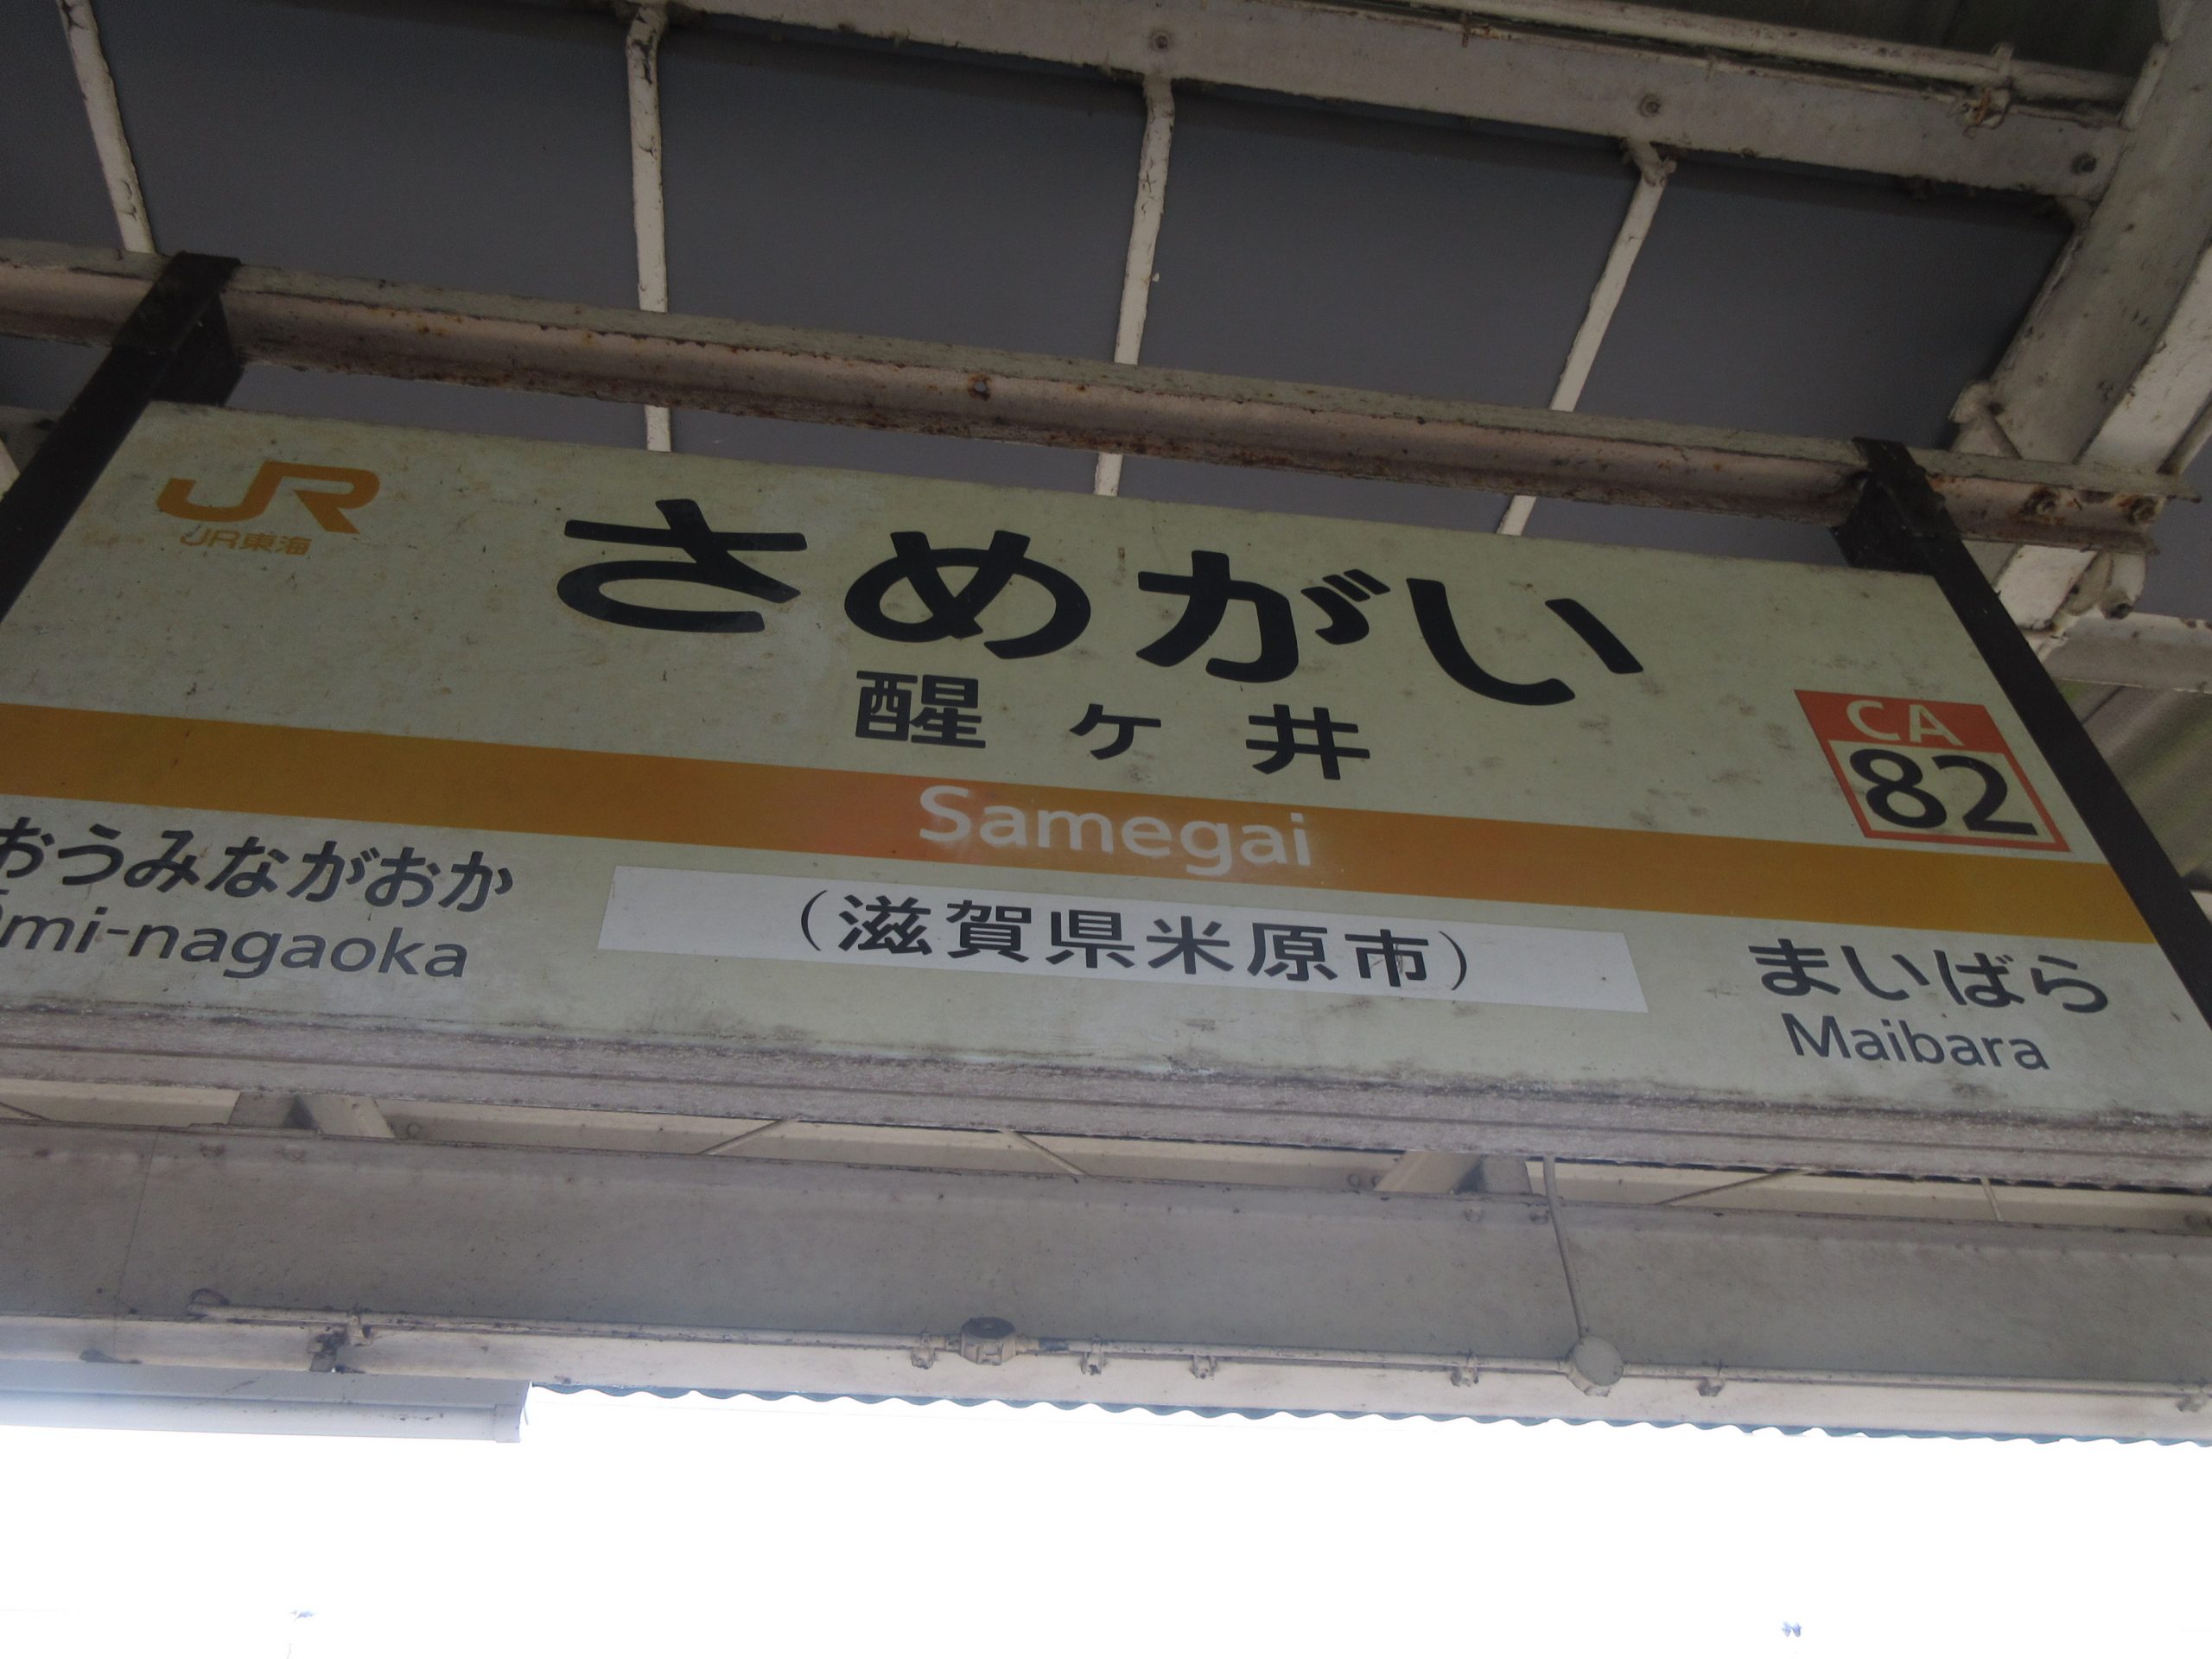 JR
JR東海
さめがい
醒ヶ井
CA
82
Samegai
おうみながおか
Ōmi-nagaoka
（滋賀県米原市）
まいばら
Maibara